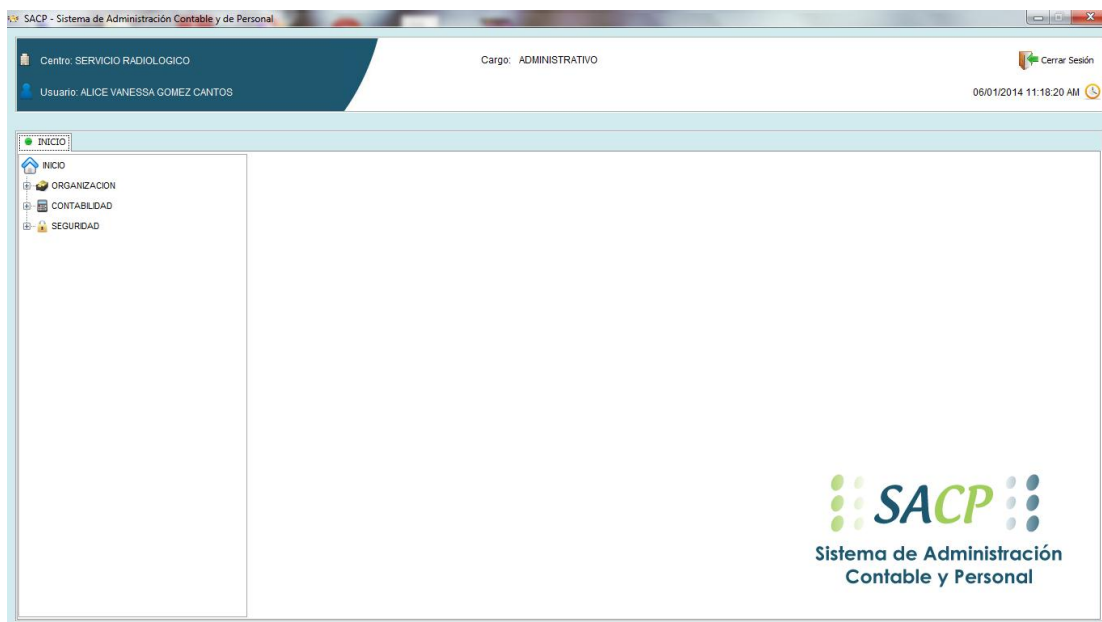 SACP - Sistema de Administración Contable y de Personal
Centro: SERVICIO RADIOLOGICO
Cargo: ADMINISTRATIVO
Cerrar Sesión
Usuario: ALICE VANESSA GOMEZ CANTOS
06/01/2014 11:18:20 AM
INICIO
INICIO
ORGANIZACION
CONTABILIDAD
SEGURIDAD
SACP
Sistema de Administración
Contable y Personal